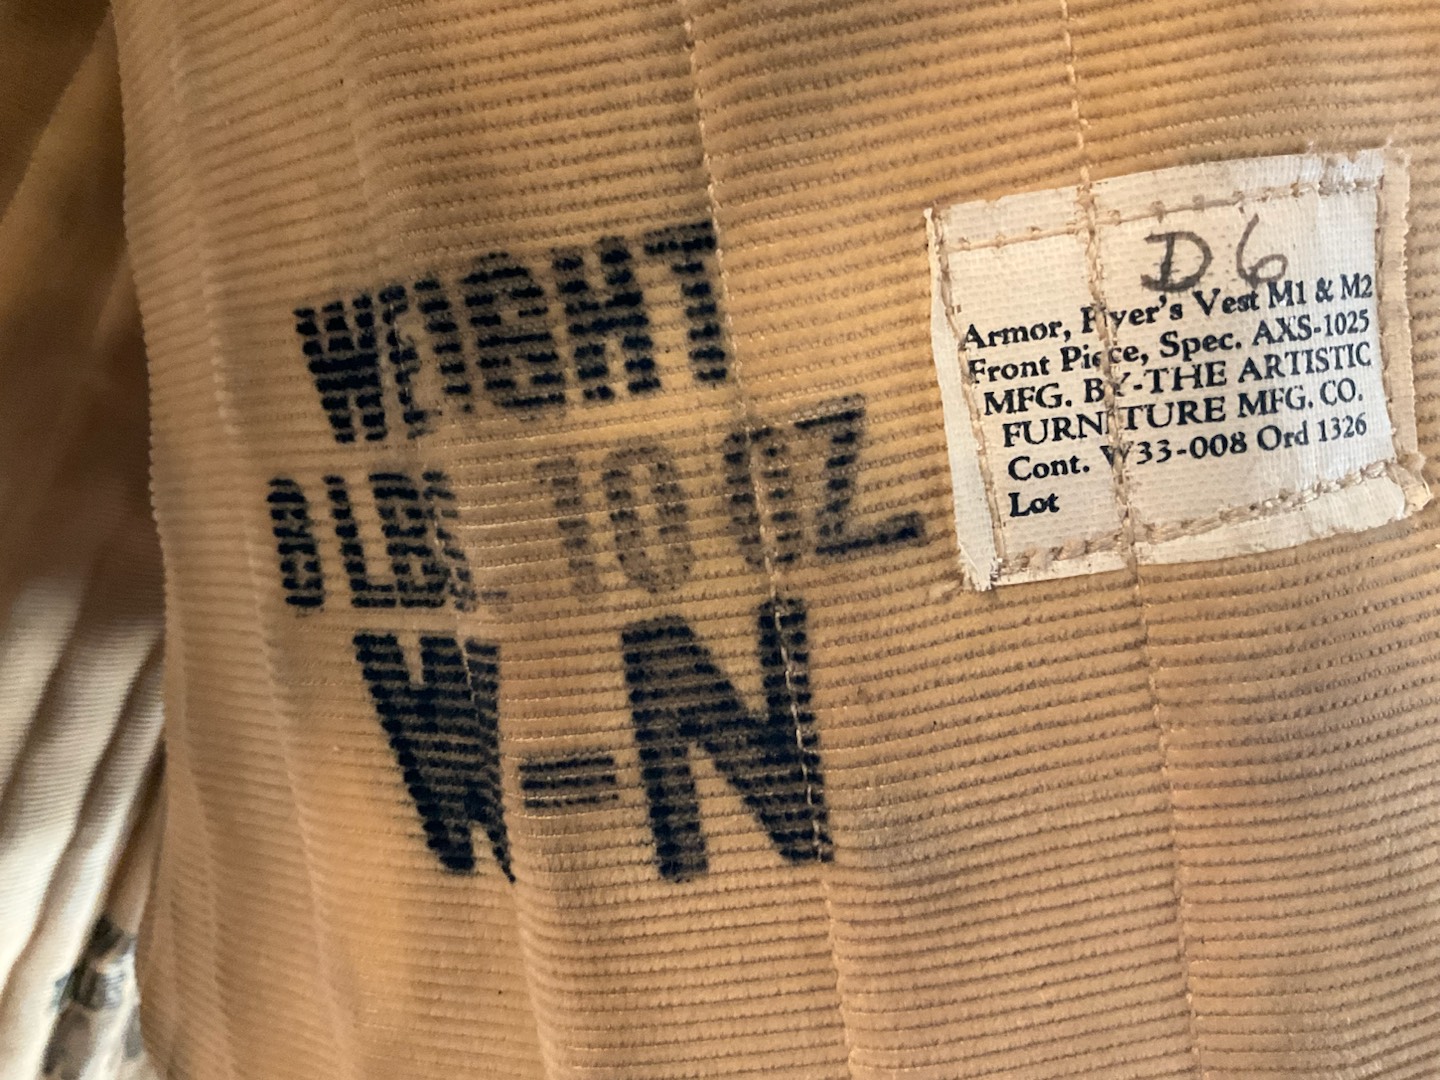 WEIGHT
8 LBS. 10 OZ
W-N
D6
Armor, Flyer's Vest M1 & M2
Front Piece, Spec. AXS-1025
MFG. BY-THE ARTISTIC
FURNITURE MFG. CO.
Cont. W33-008 Ord 1326
Lot